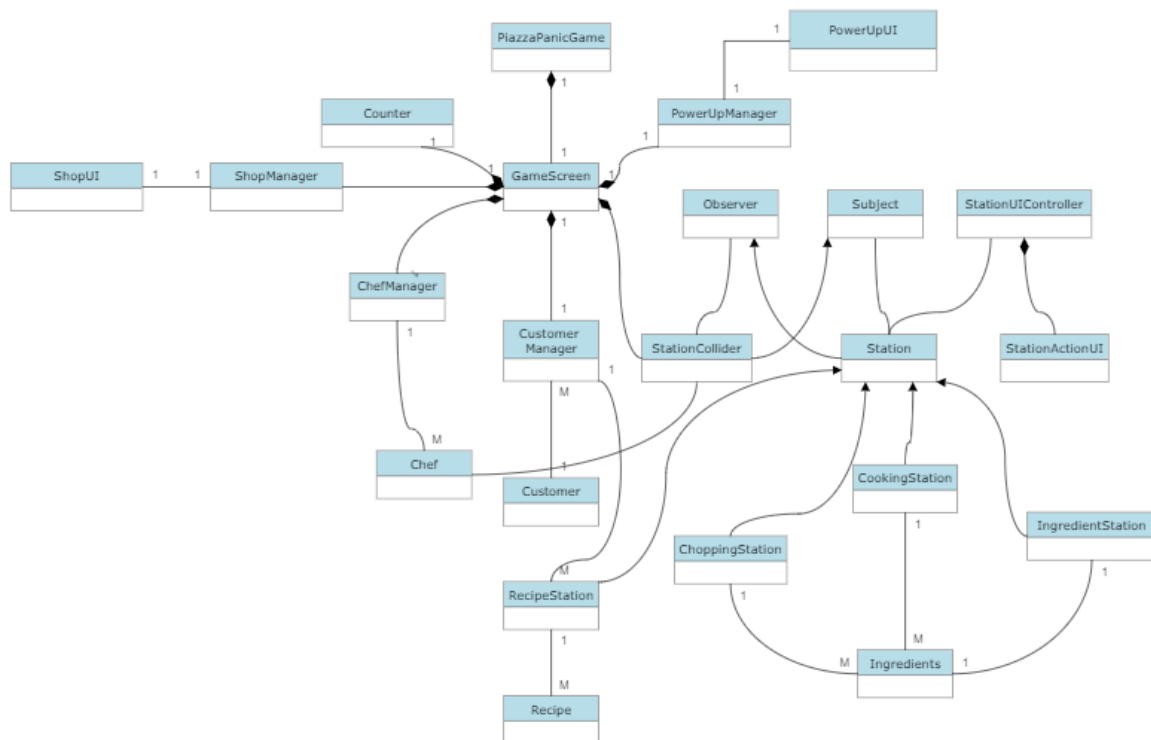 PiazzaPanicGame
PowerUpUI
1
1
1
Counter
PowerUpManager
1
1
1
ShopUI
1
1
ShopManager
1
GameScreen
1
1
Observer
Subject
StationUIController
ChefManager
1
1
Customer
Manager
1
StationCollider
Station
StationActionUI
M
M
Chef
1
Customer
CookingStation
1
IngredientStation
ChoppingStation
1
1
M
RecipeStation
1
M
M
Ingredients
1
M
Recipe